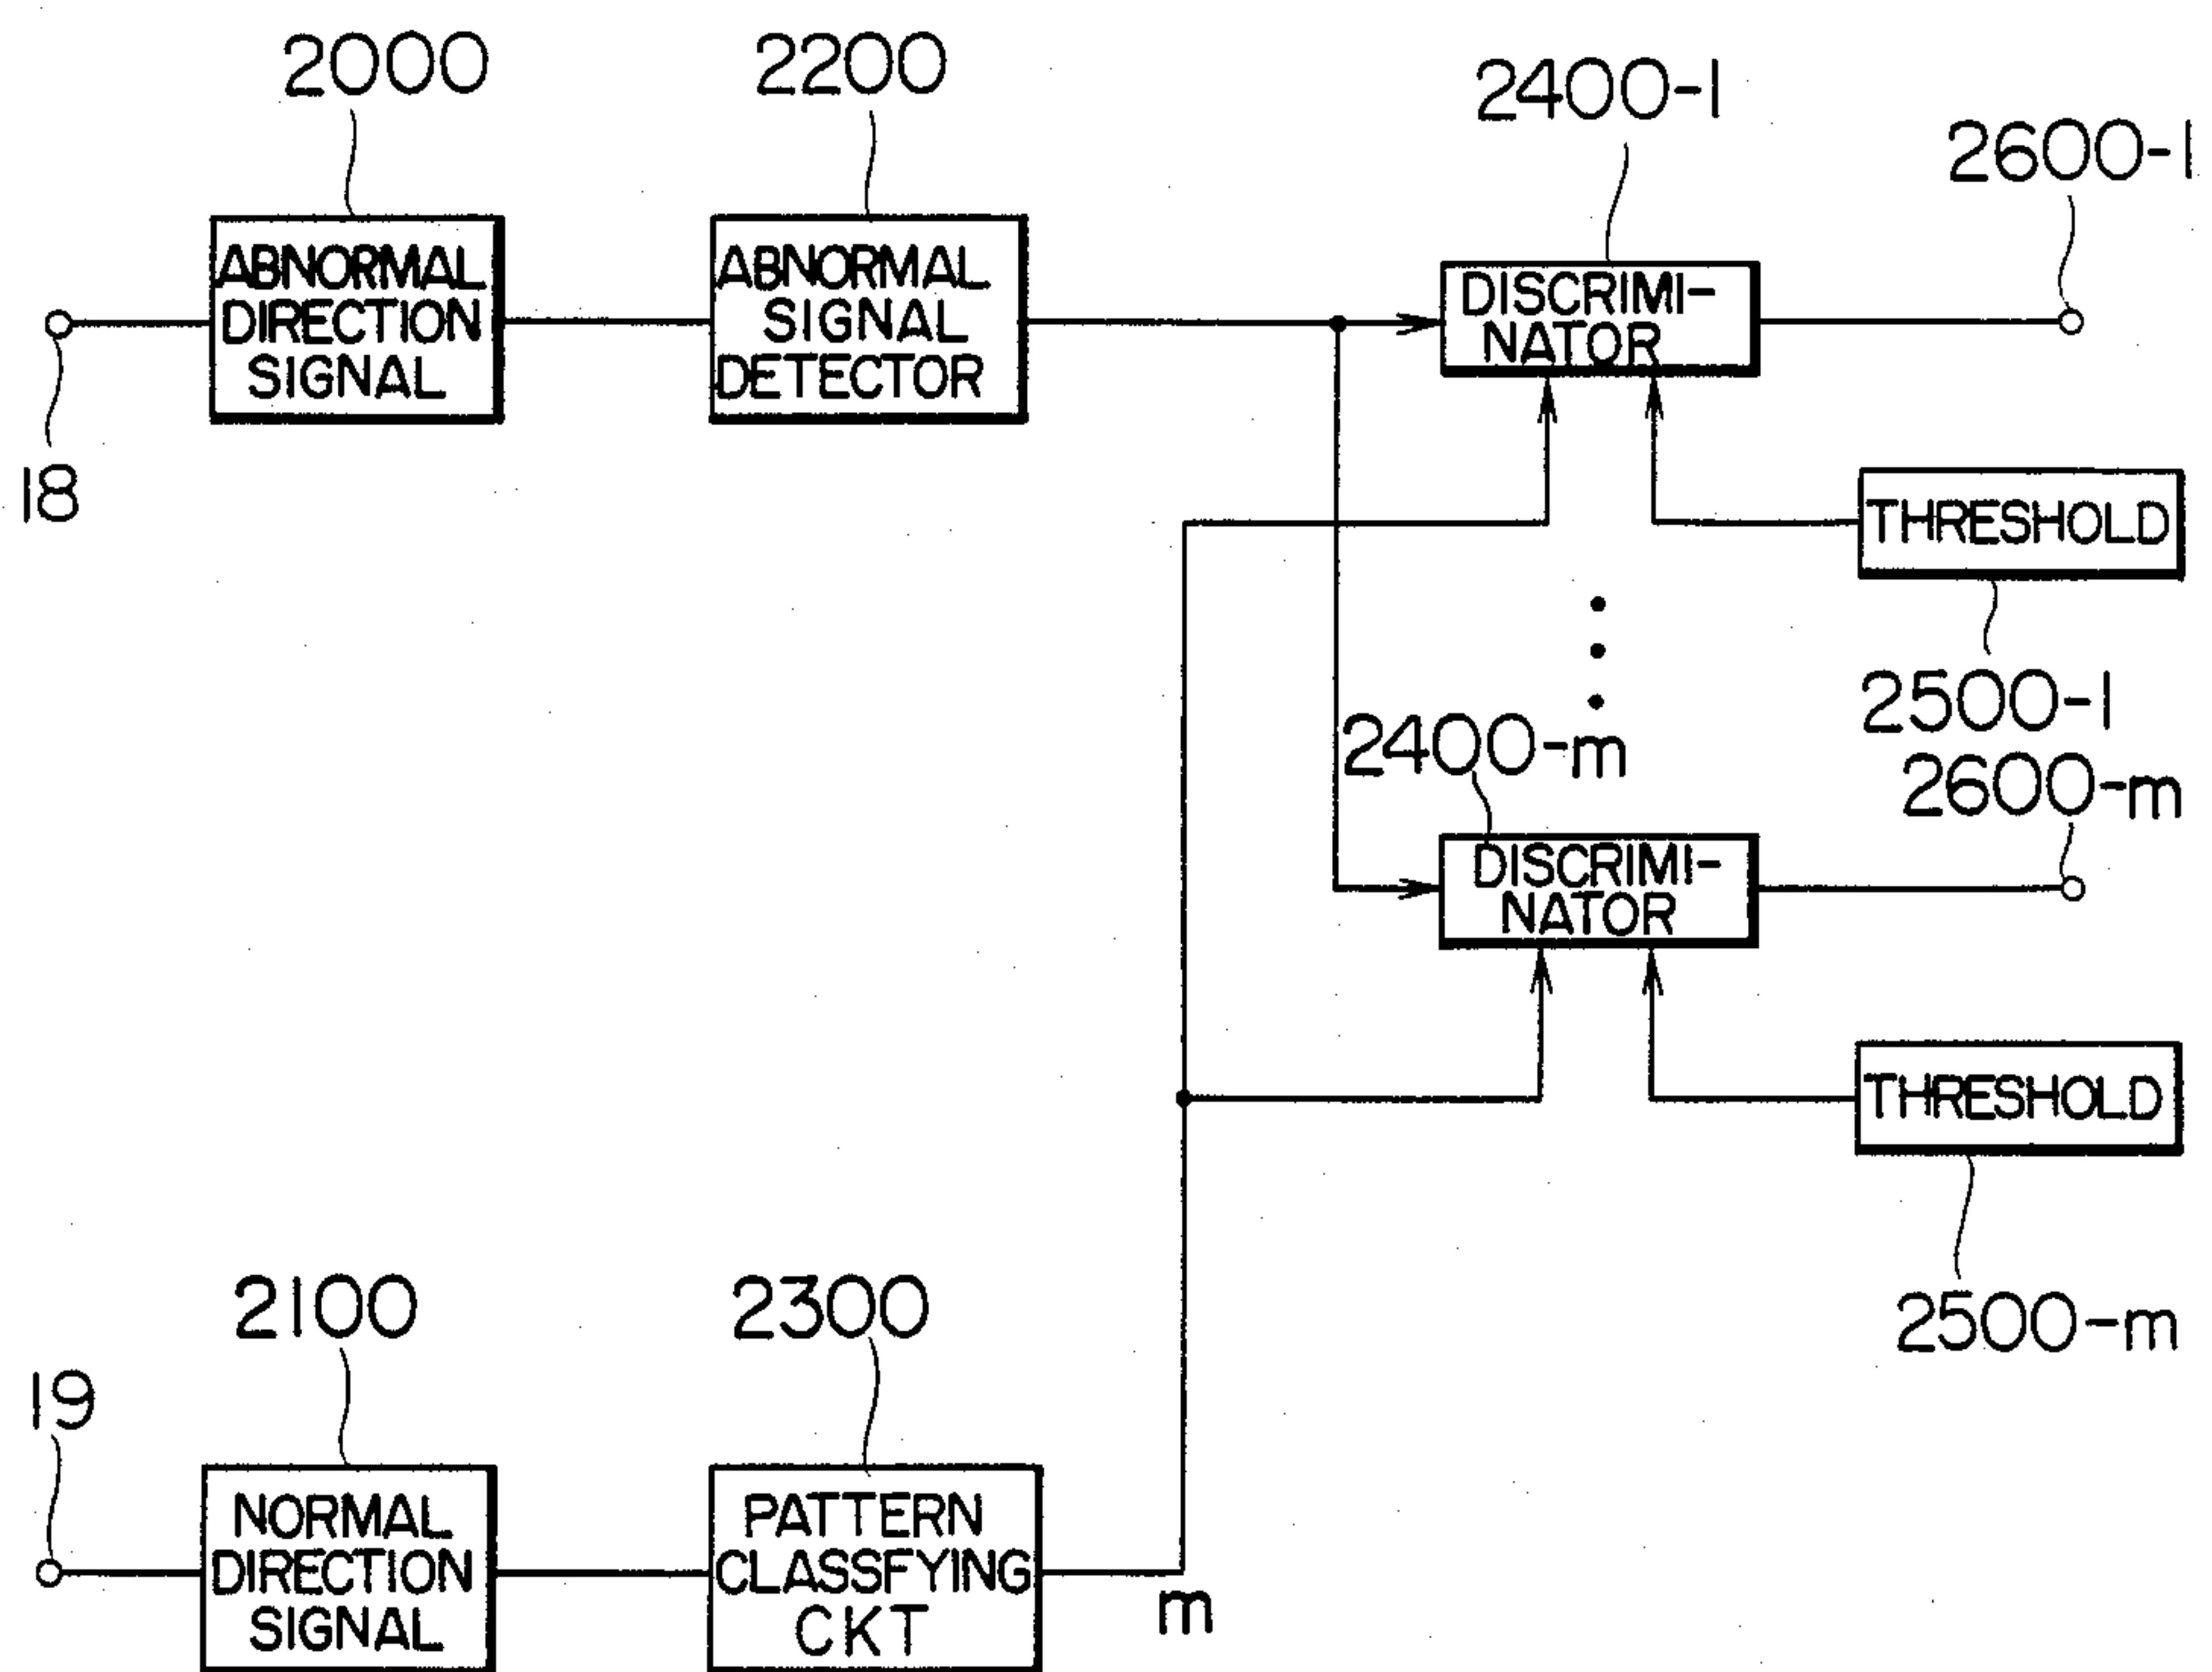 2000
2200
2400-1
2600-1
ABNORMAL
DIRECTION
SIGNAL
ABNORMAL
SIGNAL
DETECTOR
DISCRIMI-
NATOR
18
THRESHOLD
2500-1
2400-m
2600-m
DISCRIMI-
NATOR
THRESHOLD
2500-m
2100
2300
19
NORMAL
DIRECTION
SIGNAL
PATTERN
CLASSFYING
CKT
m